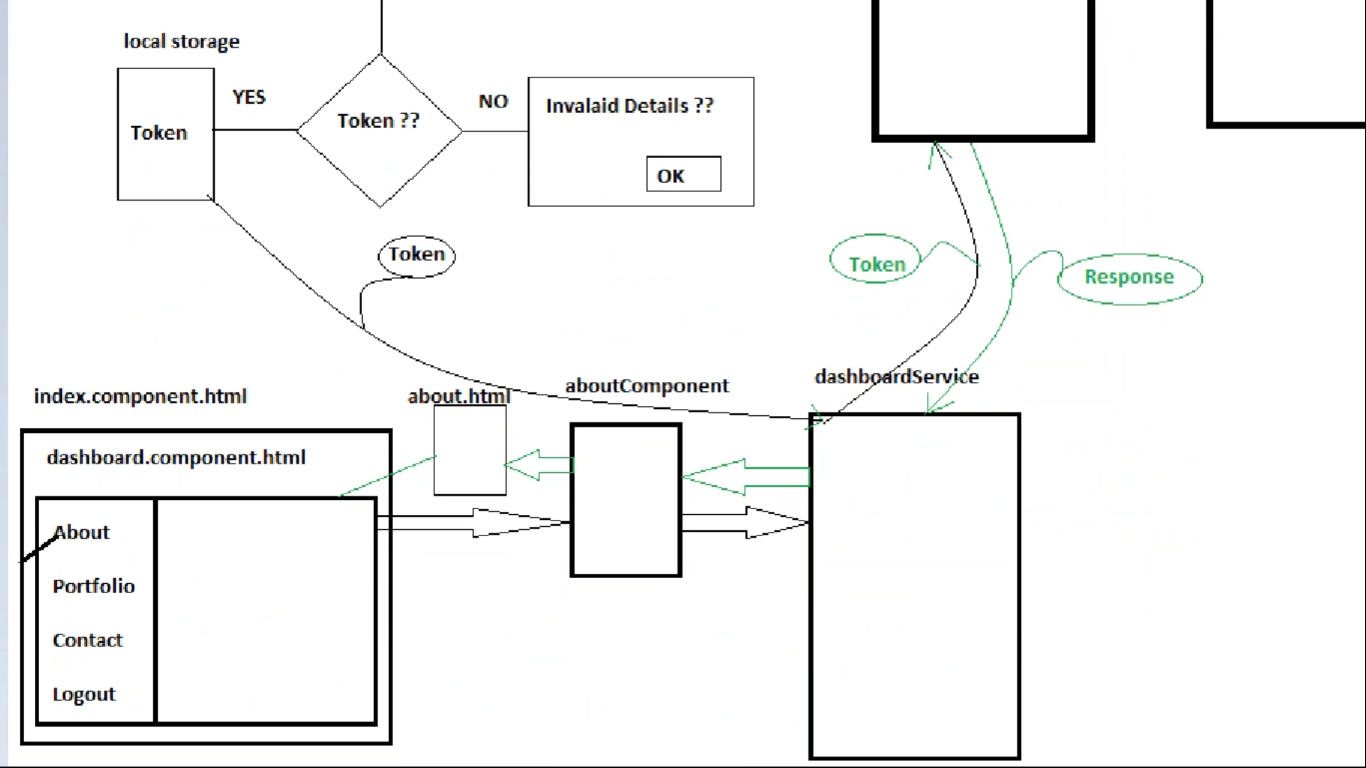 local storage
YES
Token
Token ??
NO
Invalaid Details ??
OK
Token
Token
Response
index.component.html
about.html
aboutComponent
dashboardService
dashboard.component.html
About
Portfolio
Contact
Logout